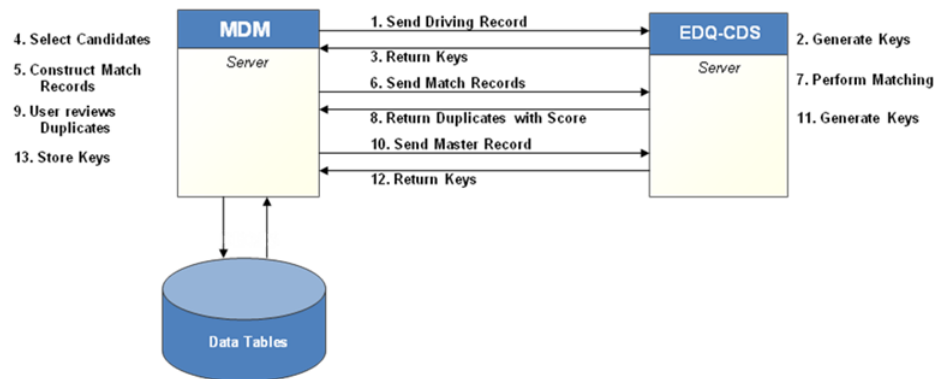 MDM
Server
EDQ-CDS
Server
1. Send Driving Record
3. Return Keys
6. Send Match Records
8. Return Duplicates with Score
10. Send Master Record
12. Return Keys
4. Select Candidates
5. Construct Match
Records
9. User reviews
Duplicates
13. Store Keys
2. Generate Keys
7. Perform Matching
11. Generate Keys
Data Tables